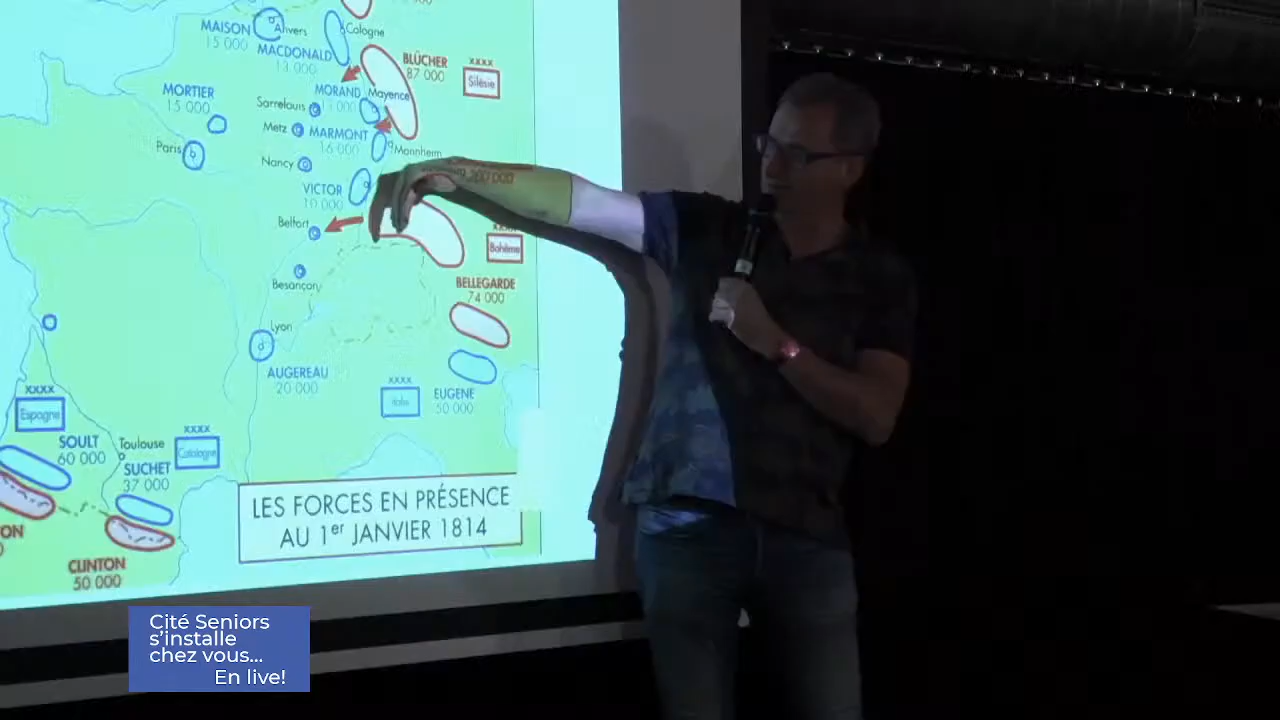 MAISON
15 000
Anvers
Cologne
MACDONALD
13 000
BLÜCHER
87 000
xxxx
Silésie
MORTIER
15 000
MORAND
Mayence
Sarrelouis
Metz
MARMONT
16 000
Mannheim
Paris
Nancy
VICTOR
10 000
200 000
Belfort
Bohême
Besançon
BELLEGARDE
74 000
Lyon
AUGEREAU
20 000
xxxx
Italie
EUGENE
50 000
xxxx
Espagne
SOULT
60 000
Toulouse
xxxx
Catalogne
SUCHET
37 000
LES FORCES EN PRÉSENCE
AU 1er JANVIER 1814
ON
CLINTON
50 000
Cité Seniors
s'installe
chez vous...
En live!